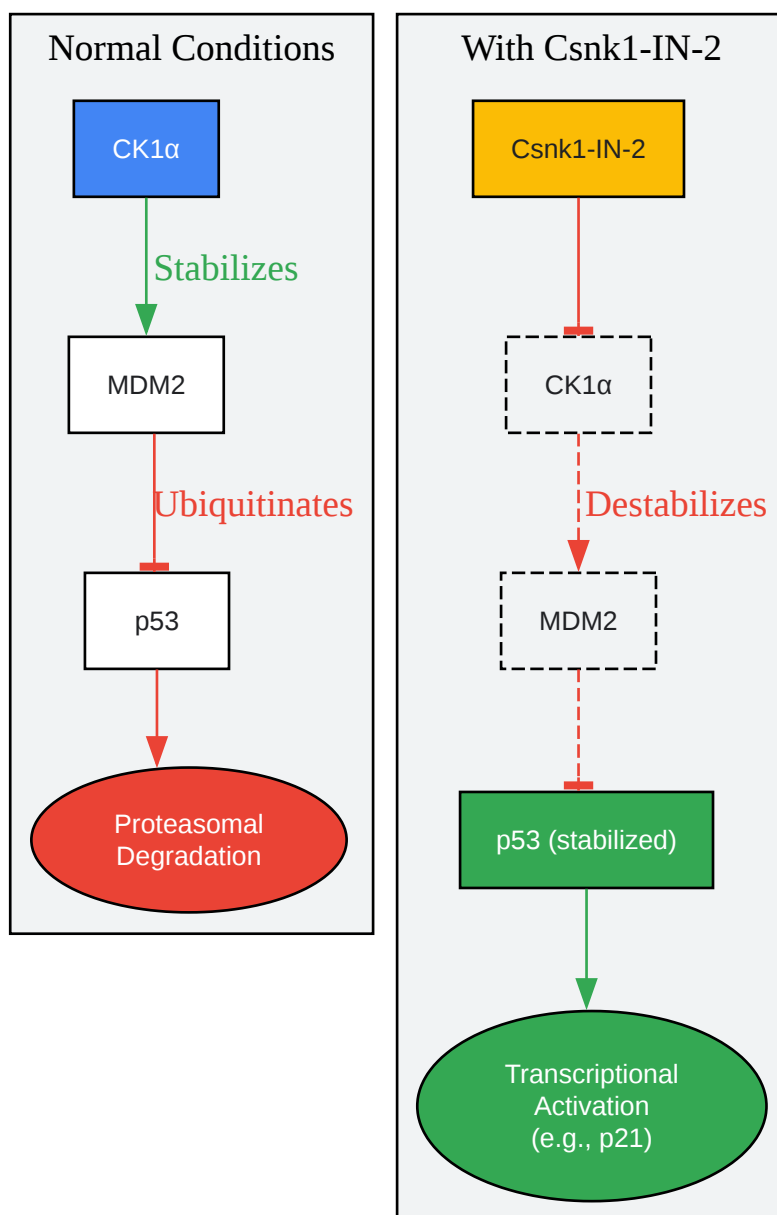 Normal Conditions
CK1α
Stabilizes
MDM2
Ubiquitinates
p53
Proteasomal
Degradation
With Csnk1-IN-2
Csnk1-IN-2
CK1α
Destabilizes
MDM2
p53 (stabilized)
Transcriptional
Activation
(e.g., p21)